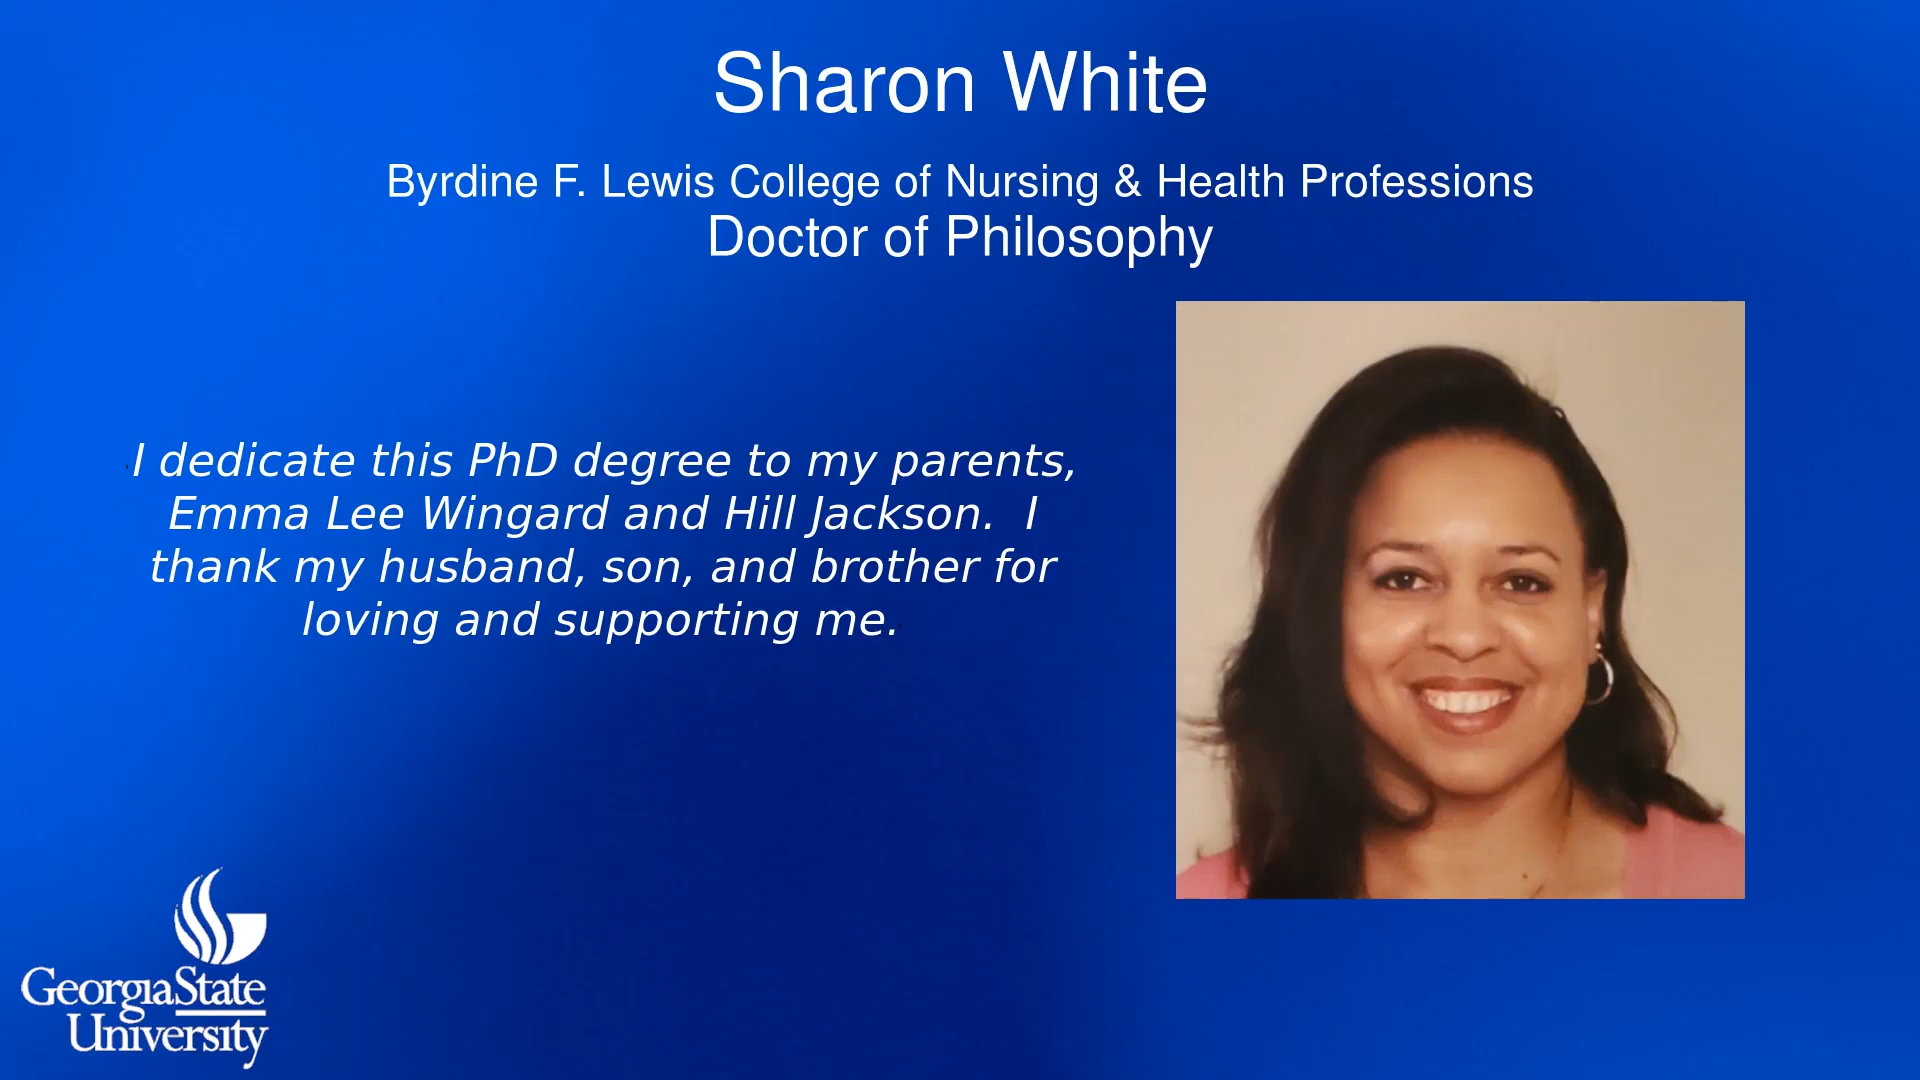 Sharon White
Byrdine F. Lewis College of Nursing & Health Professions
Doctor of Philosophy
I dedicate this PhD degree to my parents,
Emma Lee Wingard and Hill Jackson.  I
thank my husband, son, and brother for
loving and supporting me.
GeorgiaState
University